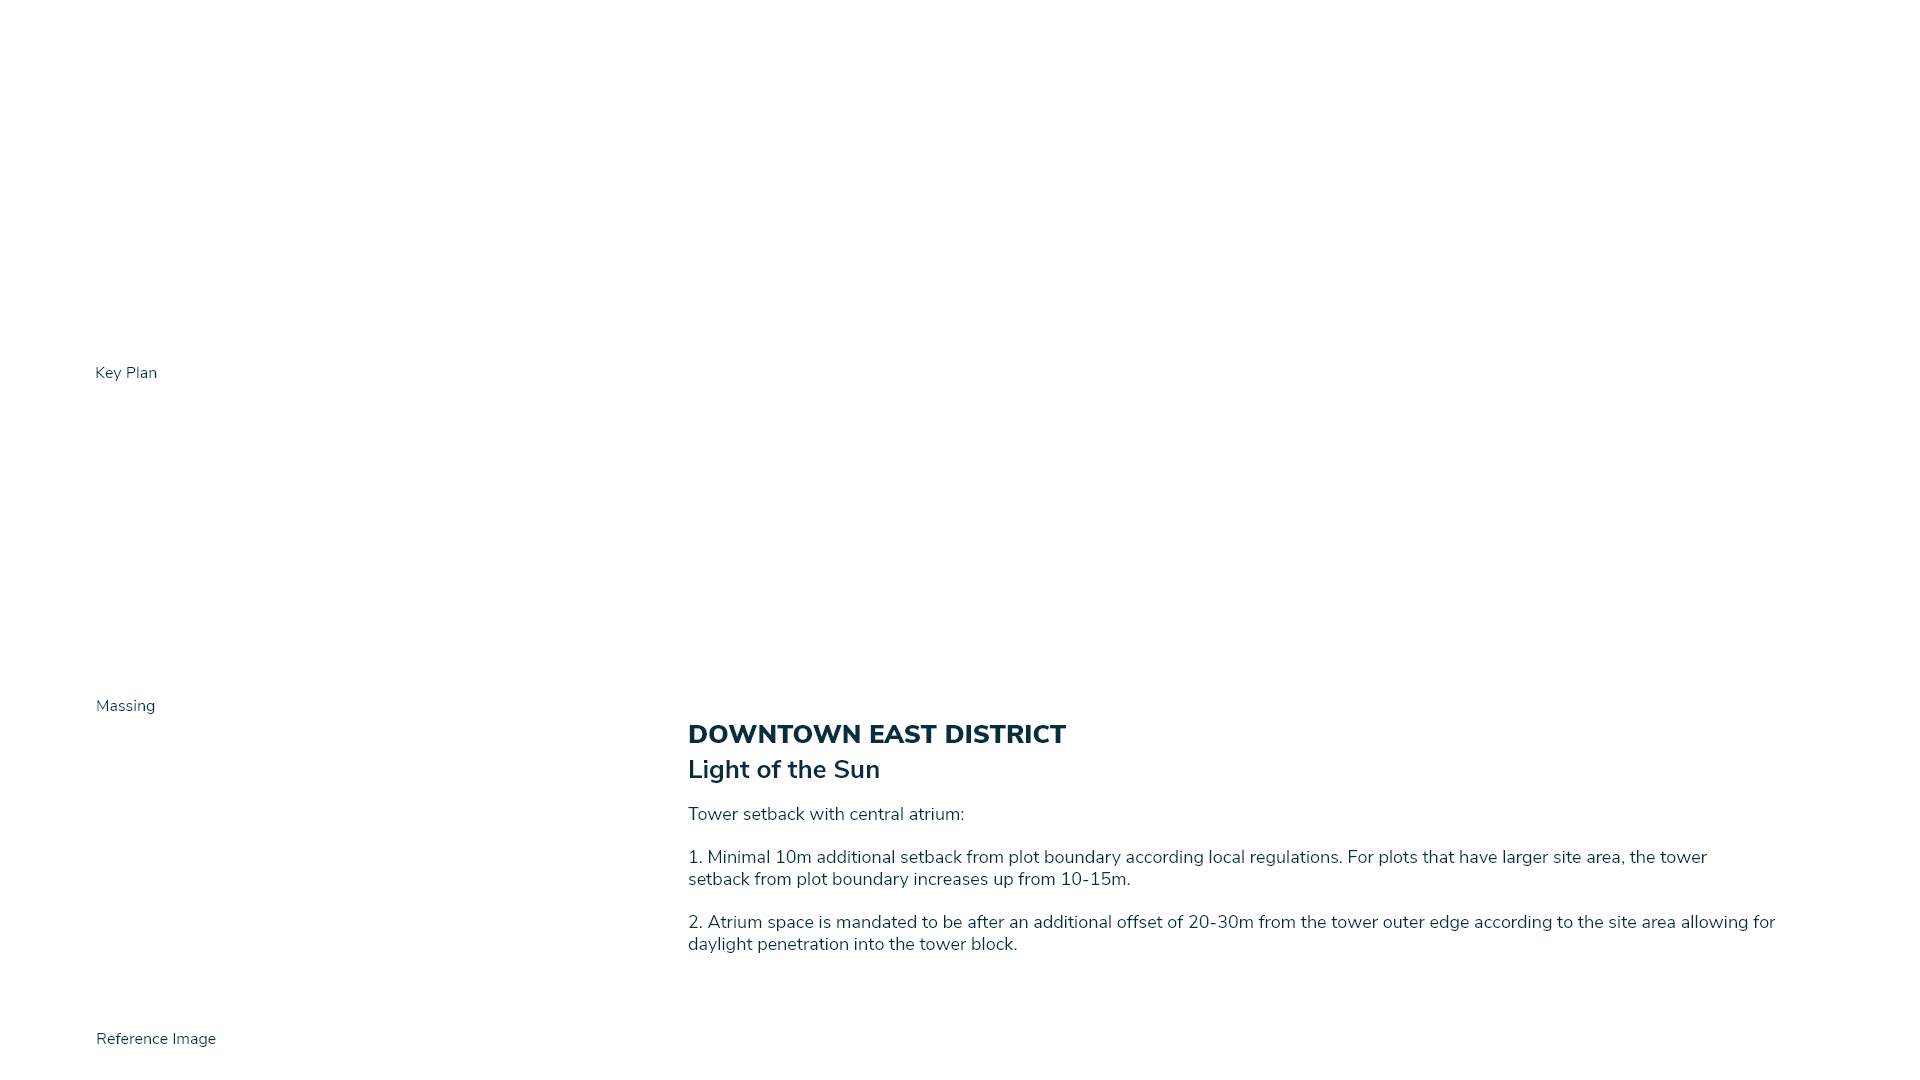 Key Plan
Massing
DOWNTOWN EAST DISTRICT
Light of the Sun
Tower setback with central atrium:
1. Minimal 10m additional setback from plot boundary according local regulations. For plots that have larger site area, the tower
setback from plot boundary increases up from 10-15m.
2. Atrium space is mandated to be after an additional offset of 20-30m from the tower outer edge according to the site area allowing for
daylight penetration into the tower block.
Reference Image